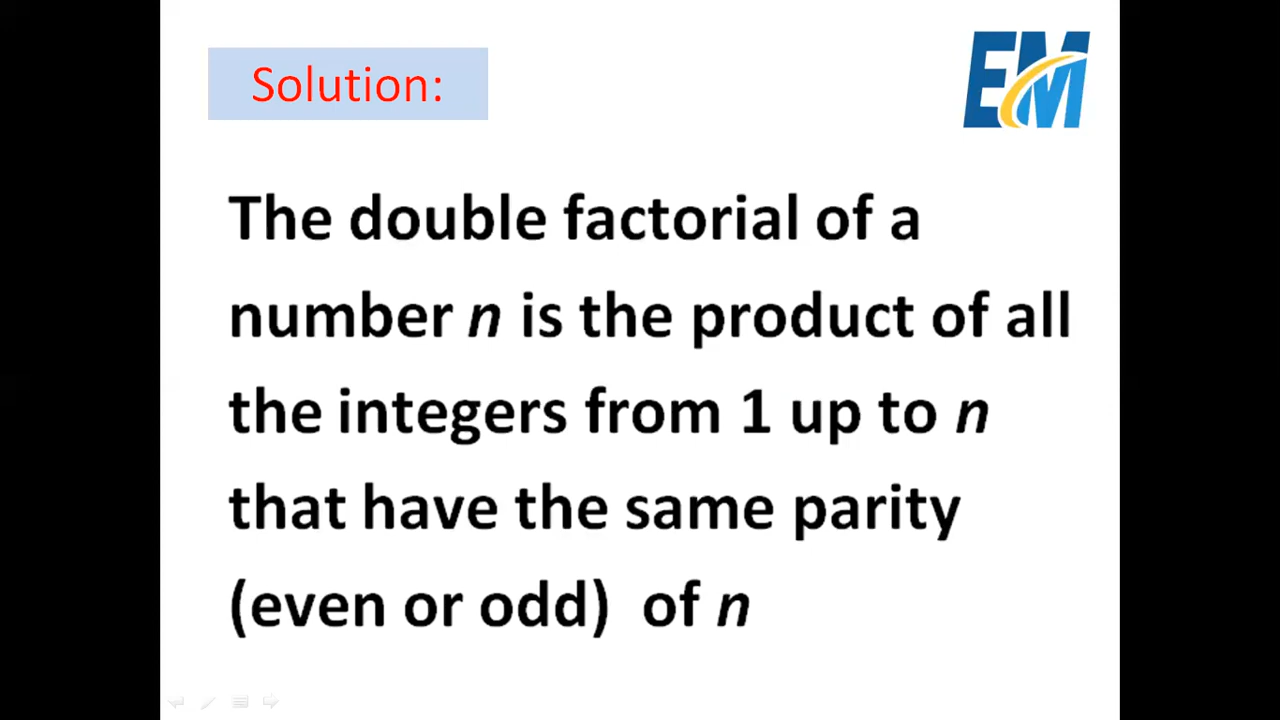 Solution:
EM
The double factorial of a
number n is the product of all
the integers from 1 up to n
that have the same parity
(even or odd) of n